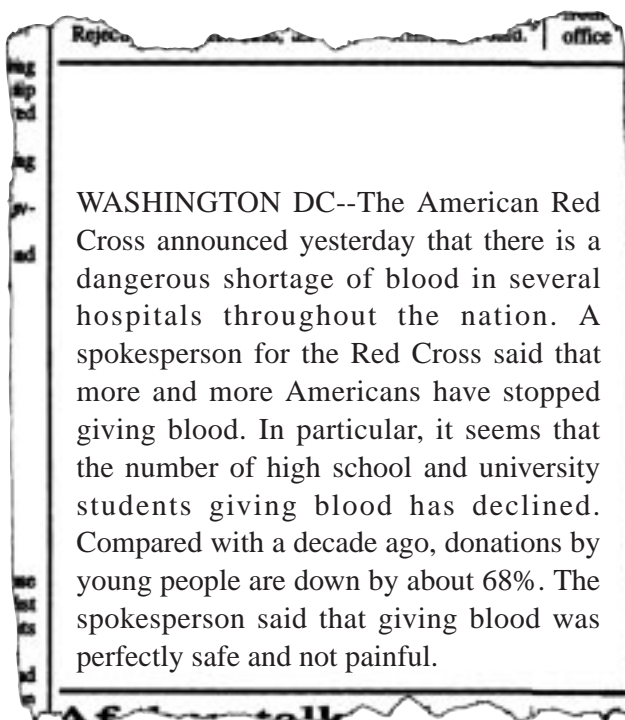 Rejec
office
WASHINGTON DC--The American Red
Cross announced yesterday that there is a
dangerous shortage of blood in several
hospitals throughout the nation. A
spokesperson for the Red Cross said that
more and more Americans have stopped
giving blood. In particular, it seems that
the number of high school and university
students giving blood has declined.
Compared with a decade ago, donations by
young people are down by about 68%. The
spokesperson said that giving blood was
perfectly safe and not painful.